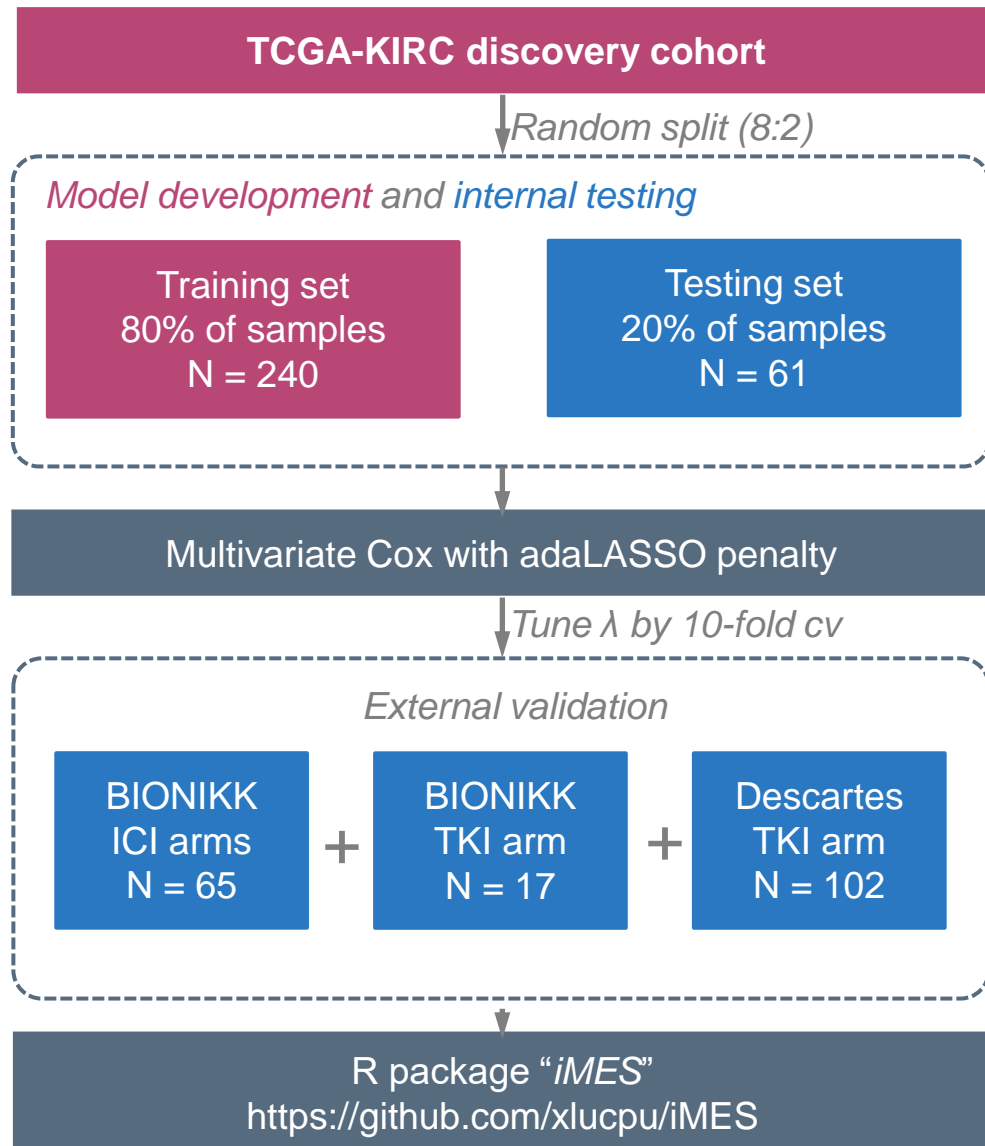 TCGA-KIRC discovery cohort
Random split (8:2)
Model development and internal testing
Training set
80% of samples
N = 240
Testing set
20% of samples
N = 61
Multivariate Cox with adaLASSO penalty
Tune λ by 10-fold cv
External validation
BIONIKK
ICI arms
N = 65
+
BIONIKK
TKI arm
N = 17
+
Descartes
TKI arm
N = 102
R package “iMES”
https://github.com/xlucpu/iMES